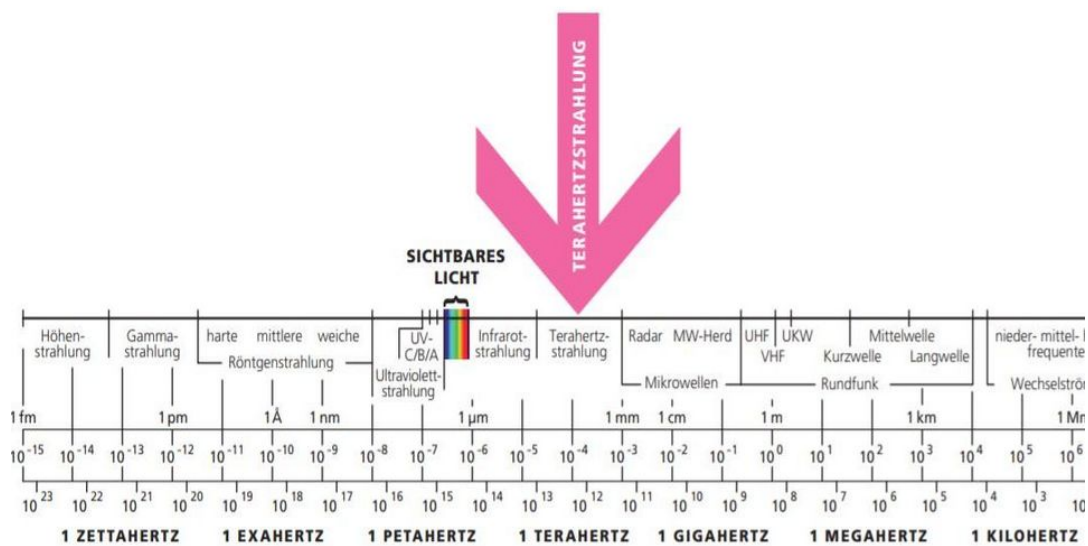 TERAHERTZSTRAHLUNG
SICHTBARES
LICHT
Höhen-
strahlung
Gamma-
strahlung
harte mittlere weiche
Röntgenstrahlung
UV-
C/B/A
Ultraviolett-
strahlung
Infrarot-
strahlung
Terahertz-
strahlung
Radar MW-Herd
Mikrowellen
UHF UKW
VHF
Mittelwelle
Kurzwelle Langwelle
Rundfunk
nieder- mittel-
frequente
Wechselströ
1 fm 1 pm 1 Å 1 nm 1 µm 1 mm 1 cm 1 m 1 km 1 Mm
10⁻¹⁵ 10⁻¹⁴ 10⁻¹³ 10⁻¹² 10⁻¹¹ 10⁻¹⁰ 10⁻⁹ 10⁻⁸ 10⁻⁷ 10⁻⁶ 10⁻⁵ 10⁻⁴ 10⁻³ 10⁻² 10⁻¹ 10⁰ 10¹ 10² 10³ 10⁴ 10⁵ 10⁶
10²³ 10²² 10²¹ 10²⁰ 10¹⁹ 10¹⁸ 10¹⁷ 10¹⁶ 10¹⁵ 10¹⁴ 10¹³ 10¹² 10¹¹ 10¹⁰ 10⁹ 10⁸ 10⁷ 10⁶ 10⁵ 10⁴ 10³
1 ZETTAHERTZ 1 EXAHERTZ 1 PETAHERTZ 1 TERAHERTZ 1 GIGAHERTZ 1 MEGAHERTZ 1 KILOHERTZ